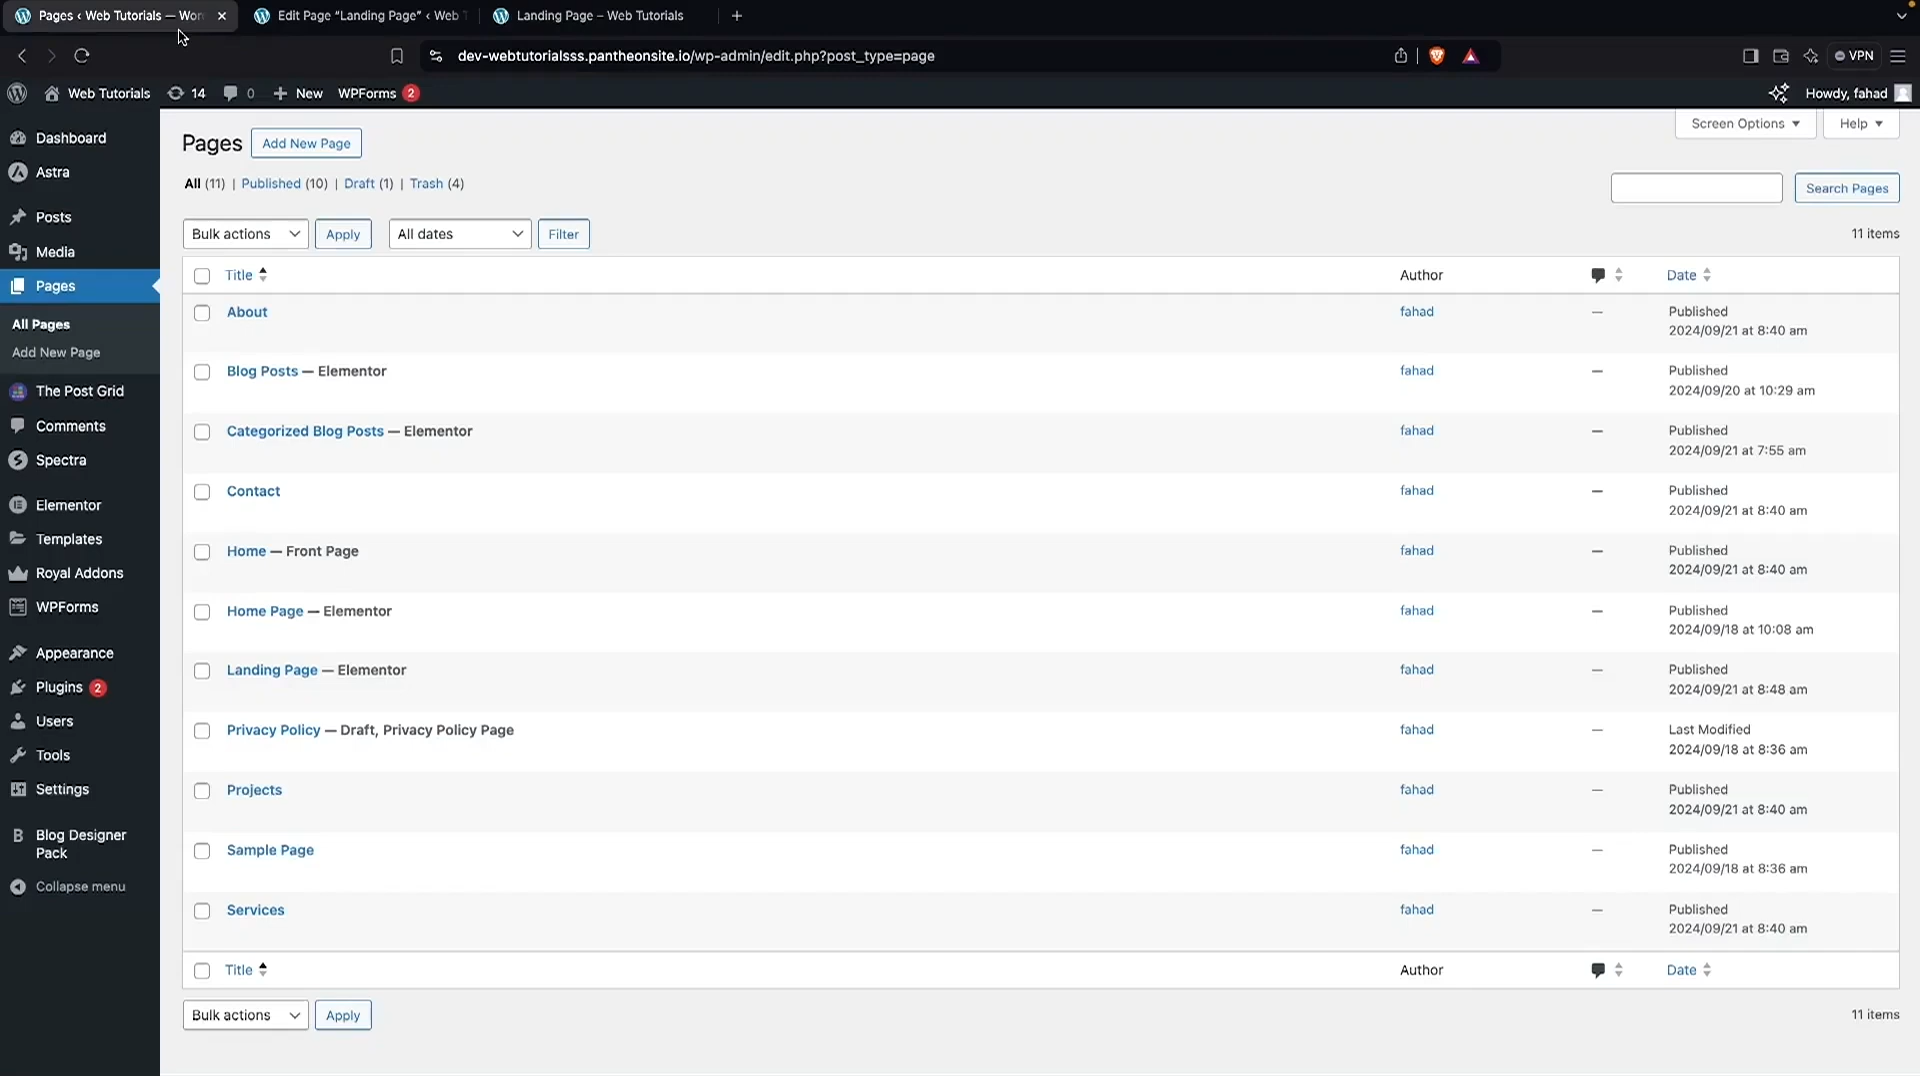 Pages ‹ Web Tutorials — Wor
Edit Page “Landing Page” ‹ Web T
Landing Page – Web Tutorials
dev-webtutorialsss.pantheonsite.io/wp-admin/edit.php?post_type=page
VPN
Web Tutorials 14 0 New WPForms 2
Howdy, fahad
Dashboard
Astra
Posts
Media
Pages
All Pages
Add New Page
The Post Grid
Comments
Spectra
Elementor
Templates
Royal Addons
WPForms
Appearance
Plugins 2
Users
Tools
Settings
Blog Designer
Pack
Collapse menu
Screen Options
Help
Pages Add New Page
All (11) | Published (10) | Draft (1) | Trash (4)
Search Pages
Bulk actions Apply All dates Filter 11 items
Title Author Date
About fahad — Published
2024/09/21 at 8:40 am
Blog Posts — Elementor fahad — Published
2024/09/20 at 10:29 am
Categorized Blog Posts — Elementor fahad — Published
2024/09/21 at 7:55 am
Contact fahad — Published
2024/09/21 at 8:40 am
Home — Front Page fahad — Published
2024/09/21 at 8:40 am
Home Page — Elementor fahad — Published
2024/09/18 at 10:08 am
Landing Page — Elementor fahad — Published
2024/09/21 at 8:48 am
Privacy Policy — Draft, Privacy Policy Page fahad — Last Modified
2024/09/18 at 8:36 am
Projects fahad — Published
2024/09/21 at 8:40 am
Sample Page fahad — Published
2024/09/18 at 8:36 am
Services fahad — Published
2024/09/21 at 8:40 am
Title Author Date
Bulk actions Apply 11 items